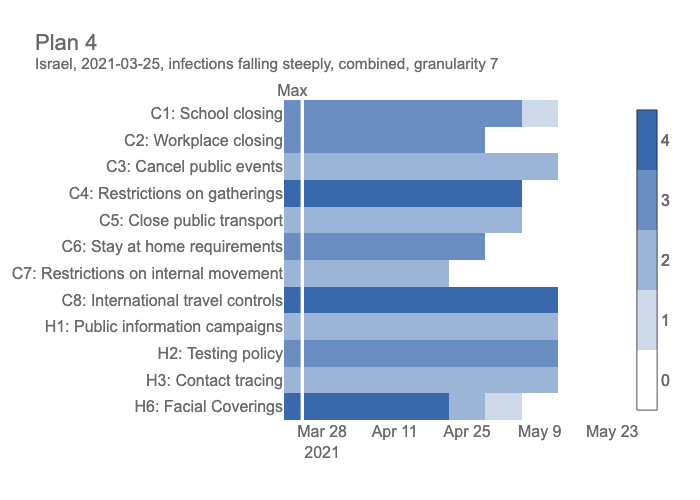 Plan 4
Israel, 2021-03-25, infections falling steeply, combined, granularity 7
Max
C1: School closing
C2: Workplace closing
C3: Cancel public events
C4: Restrictions on gatherings
C5: Close public transport
C6: Stay at home requirements
C7: Restrictions on internal movement
C8: International travel controls
H1: Public information campaigns
H2: Testing policy
H3: Contact tracing
H6: Facial Coverings
Mar 28 Apr 11 Apr 25 May 9 May 23
2021
4
3
2
1
0